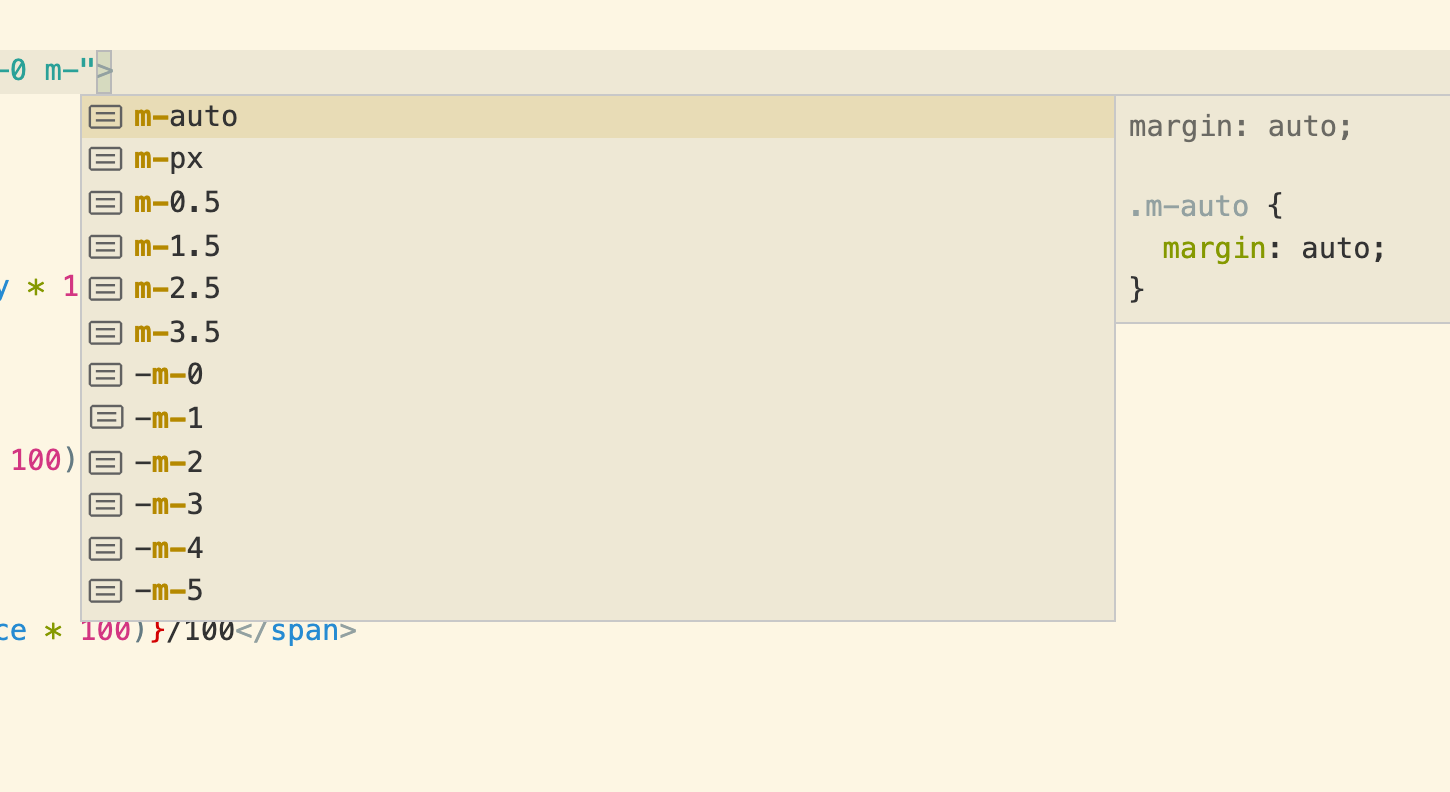 -0 m-">
m-auto
m-px
m-0.5
m-1.5
m-2.5
m-3.5
-m-0
-m-1
-m-2
-m-3
-m-4
-m-5
margin: auto;
.m-auto {
margin: auto;
}
y * 1
100)
ce * 100)}/100</span>